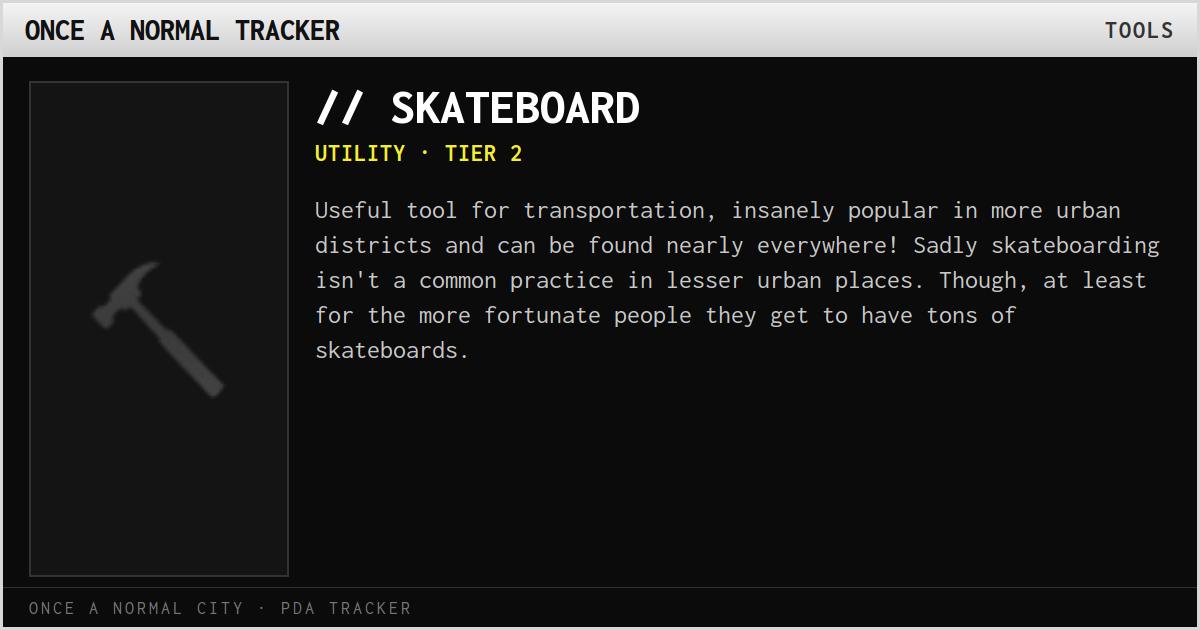 ONCE A NORMAL TRACKER
TOOLS
// SKATEBOARD
UTILITY · TIER 2
Useful tool for transportation, insanely popular in more urban
districts and can be found nearly everywhere! Sadly skateboarding
isn't a common practice in lesser urban places. Though, at least
for the more fortunate people they get to have tons of
skateboards.
ONCE A NORMAL CITY · PDA TRACKER